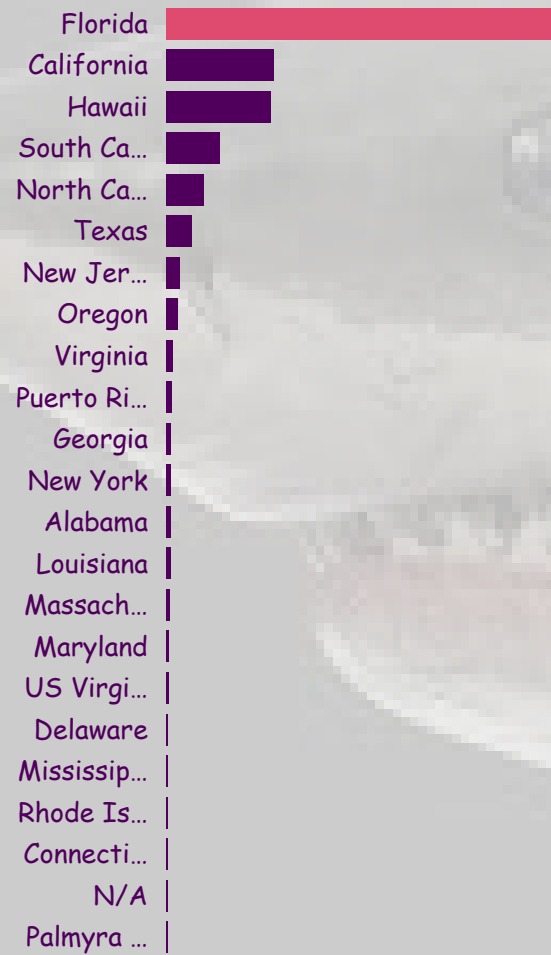 Florida
California
Hawaii
South Ca...
North Ca...
Texas
New Jer...
Oregon
Virginia
Puerto Ri...
Georgia
New York
Alabama
Louisiana
Massach...
Maryland
US Virgi...
Delaware
Mississip...
Rhode Is...
Connecti...
N/A
Palmyra ...